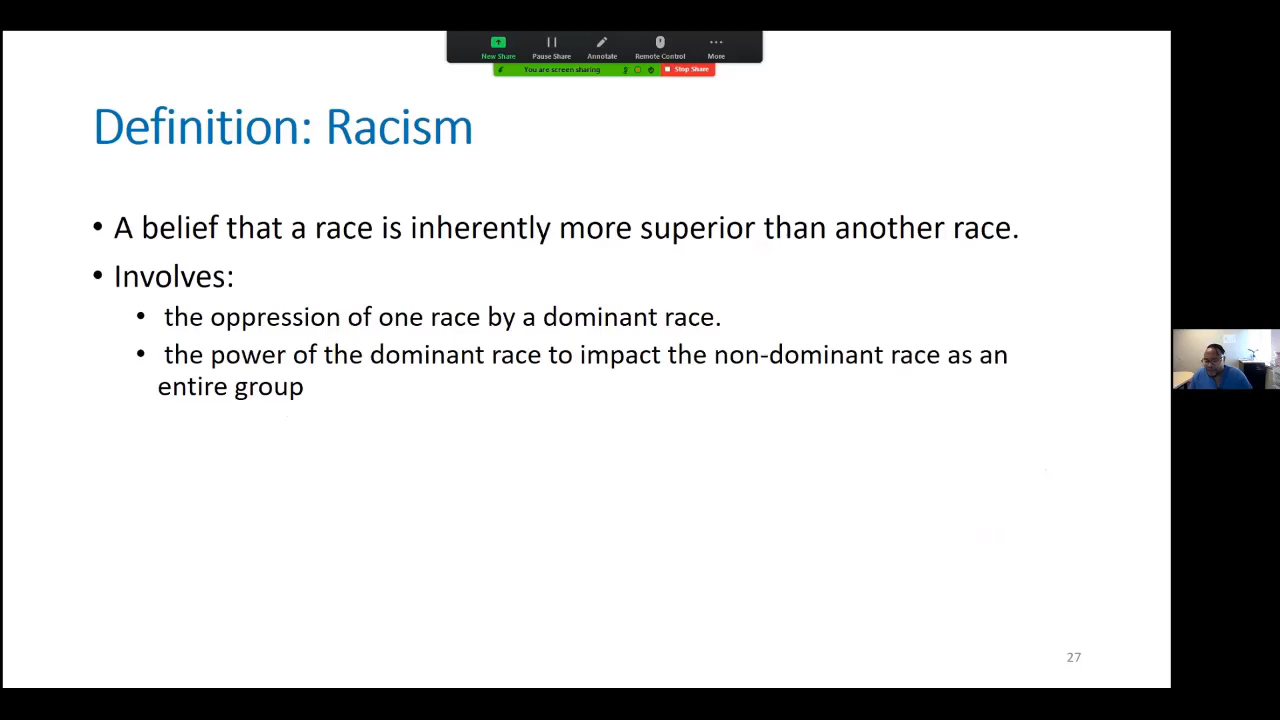 New Share Pause Share Annotate Remote Control More
You are screen sharing Stop Share
Definition: Racism
• A belief that a race is inherently more superior than another race.
• Involves:
• the oppression of one race by a dominant race.
• the power of the dominant race to impact the non-dominant race as an
entire group
27